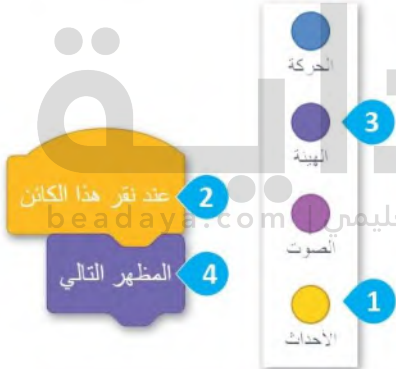 الحركة
الهيئة
3
الصوت
الأحداث
1
عند نقر هذا الكائن
2
المظهر التالي
4
beadaya.com